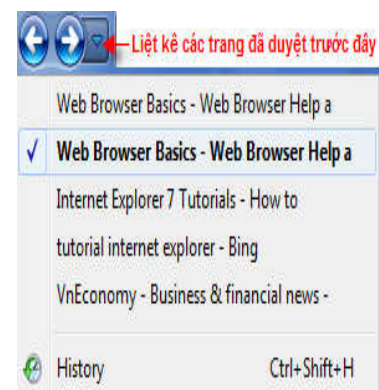 Liệt kê các trang đã duyệt trước đây
Web Browser Basics - Web Browser Help a
Web Browser Basics - Web Browser Help a
Internet Explorer 7 Tutorials - How to
tutorial internet explorer - Bing
VnEconomy - Business & financial news -
History Ctrl+Shift+H